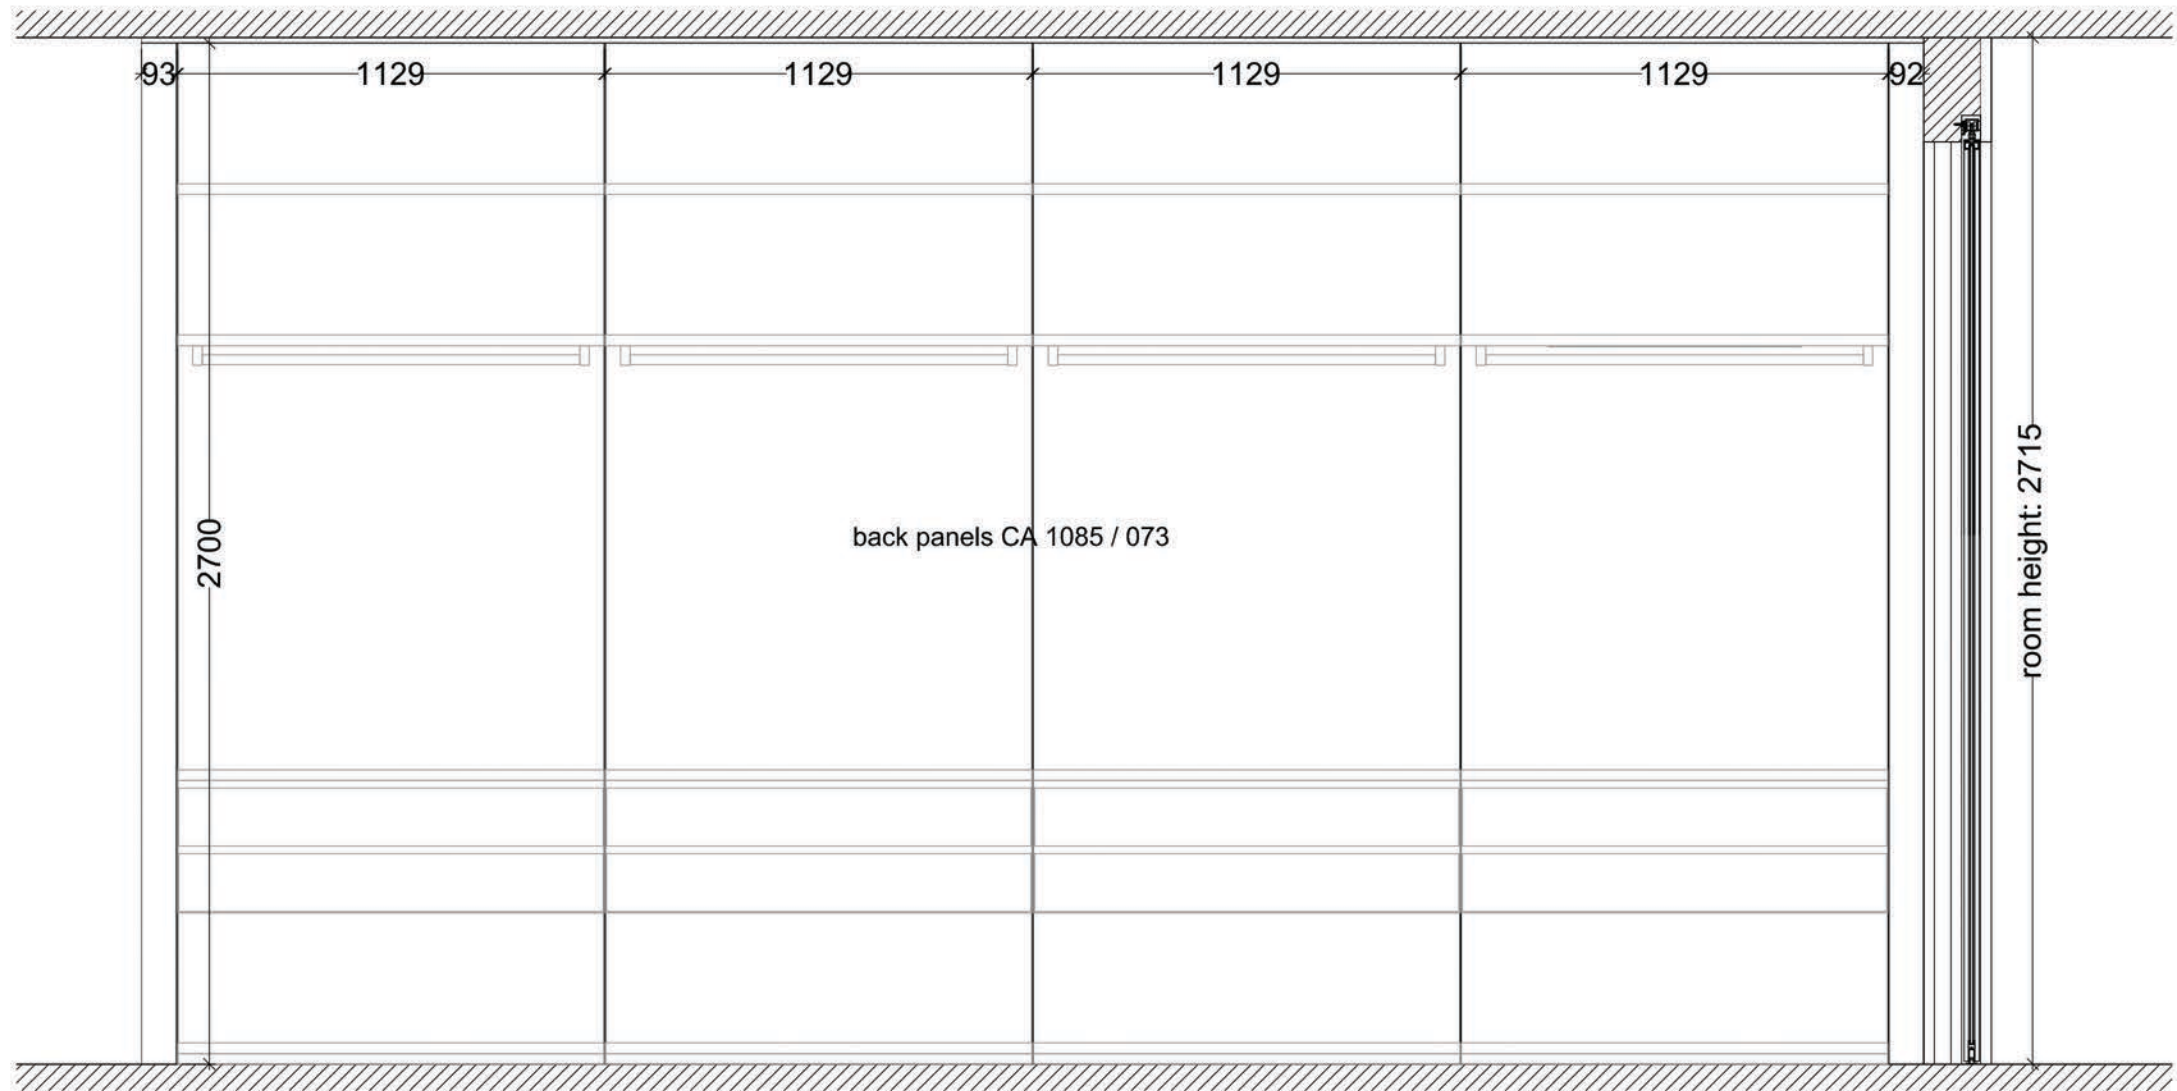 93 1129 1129 1129 1129 92
2700
back panels CA 1085 / 073
room height: 2715